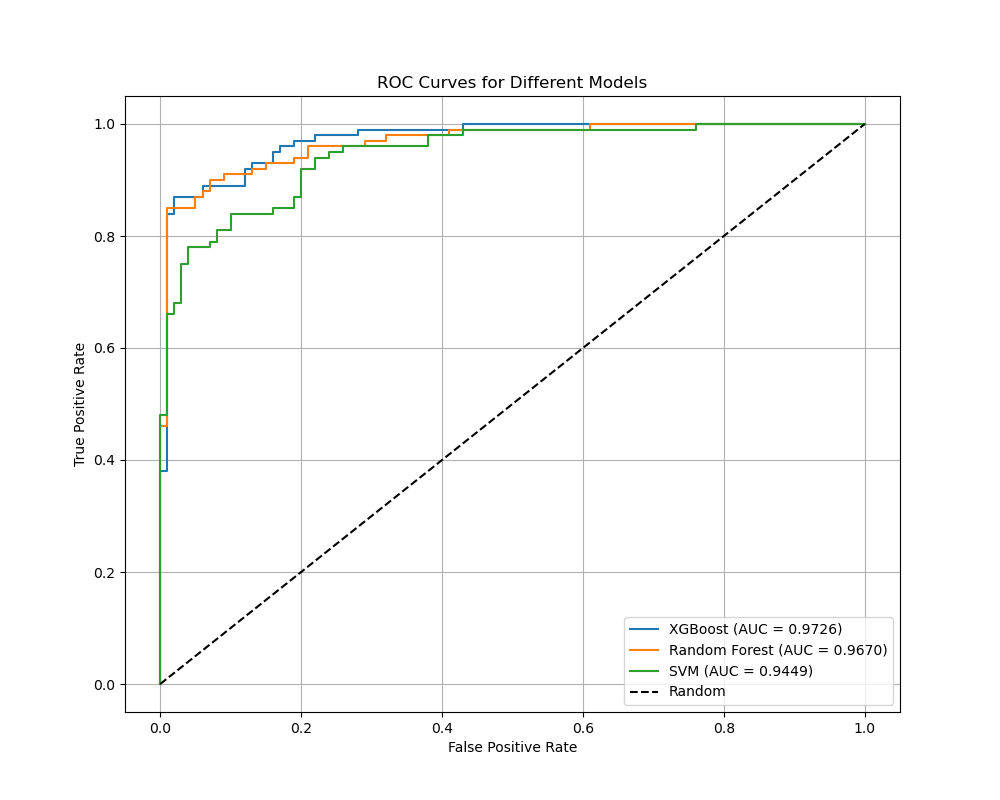 ROC Curves for Different Models
True Positive Rate
1.0
0.8
0.6
0.4
0.2
0.0
0.0 0.2 0.4 0.6 0.8 1.0
False Positive Rate
XGBoost (AUC = 0.9726)
Random Forest (AUC = 0.9670)
SVM (AUC = 0.9449)
Random